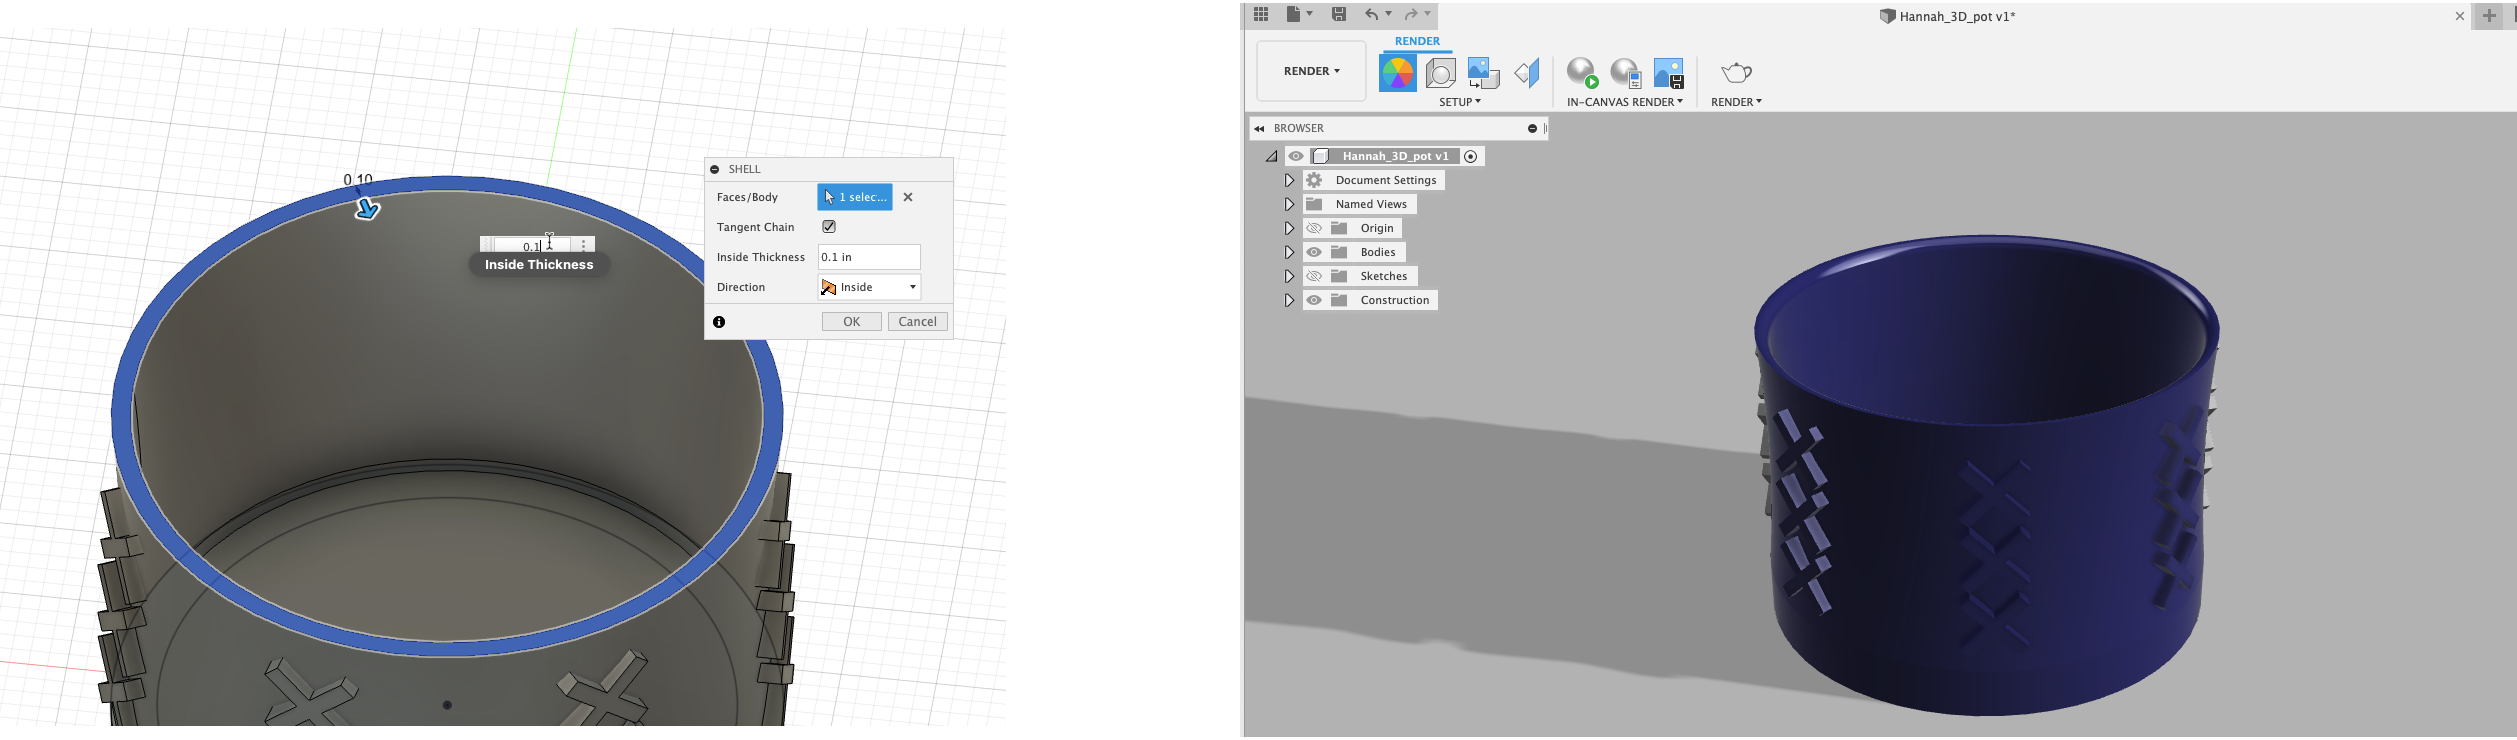 0.10
0.1
Inside Thickness
SHELL
Faces/Body
1 selec...
Tangent Chain
Inside Thickness
0.1 in
Direction
Inside
OK
Cancel
Hannah_3D_pot v1*
RENDER
RENDER
SETUP
IN-CANVAS RENDER
RENDER
BROWSER
Hannah_3D_pot v1
Document Settings
Named Views
Origin
Bodies
Sketches
Construction